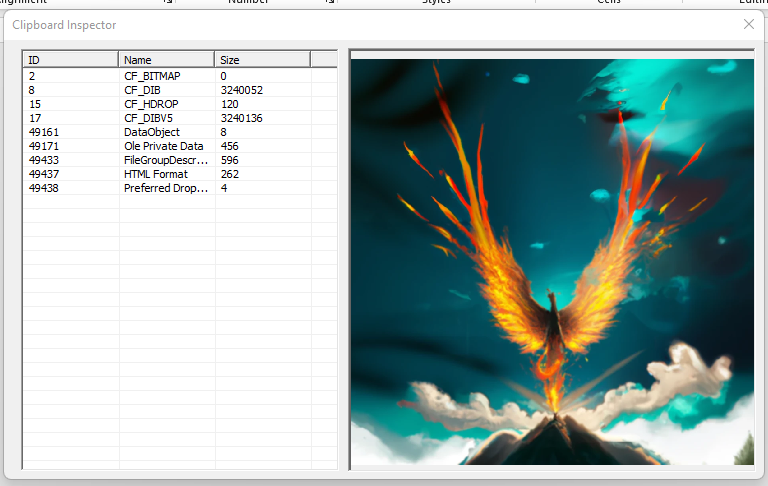 Number
Styles
Cells
Clipboard Inspector
ID Name Size
2 CF_BITMAP 0
8 CF_DIB 3240052
15 CF_HDROP 120
17 CF_DIBV5 3240136
49161 DataObject 8
49171 Ole Private Data 456
49433 FileGroupDescr... 596
49437 HTML Format 262
49438 Preferred Drop... 4